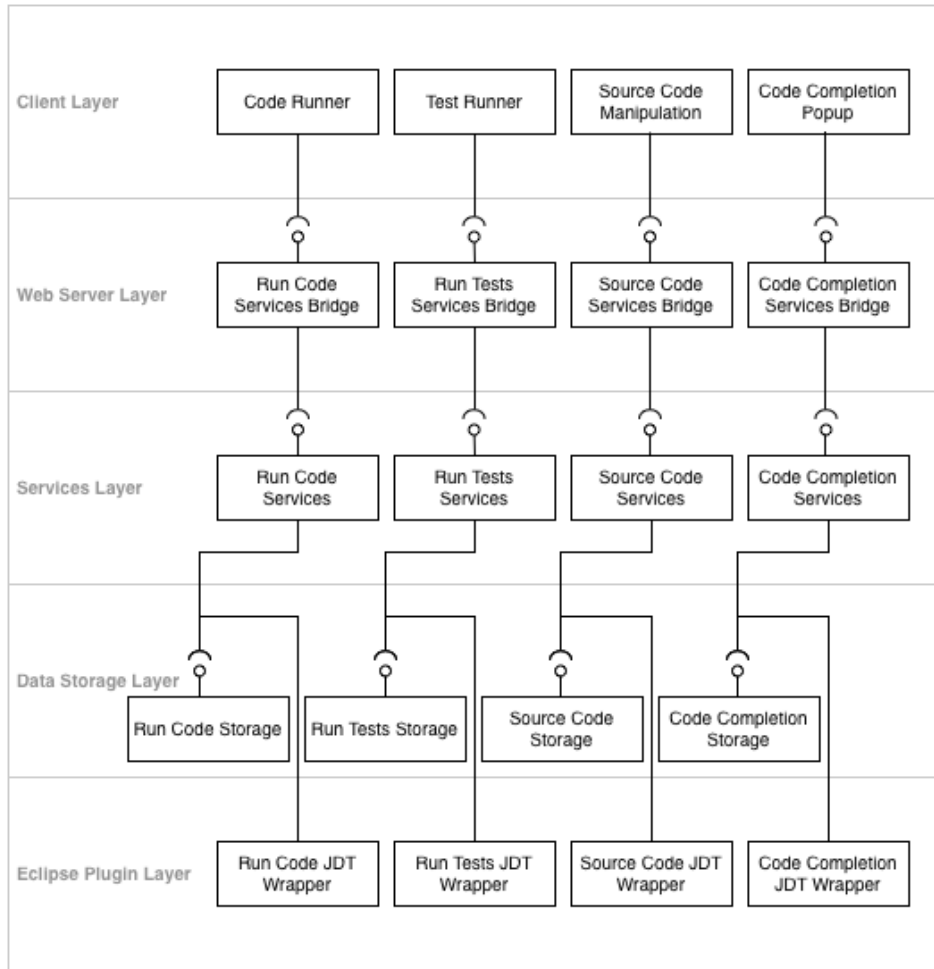 Client Layer
Code Runner
Test Runner
Source Code
Manipulation
Code Completion
Popup
Web Server Layer
Run Code
Services Bridge
Run Tests
Services Bridge
Source Code
Services Bridge
Code Completion
Services Bridge
Services Layer
Run Code
Services
Run Tests
Services
Source Code
Services
Code Completion
Services
Data Storage Layer
Run Code Storage
Run Tests Storage
Source Code
Storage
Code Completion
Storage
Eclipse Plugin Layer
Run Code JDT
Wrapper
Run Tests JDT
Wrapper
Source Code JDT
Wrapper
Code Completion
JDT Wrapper